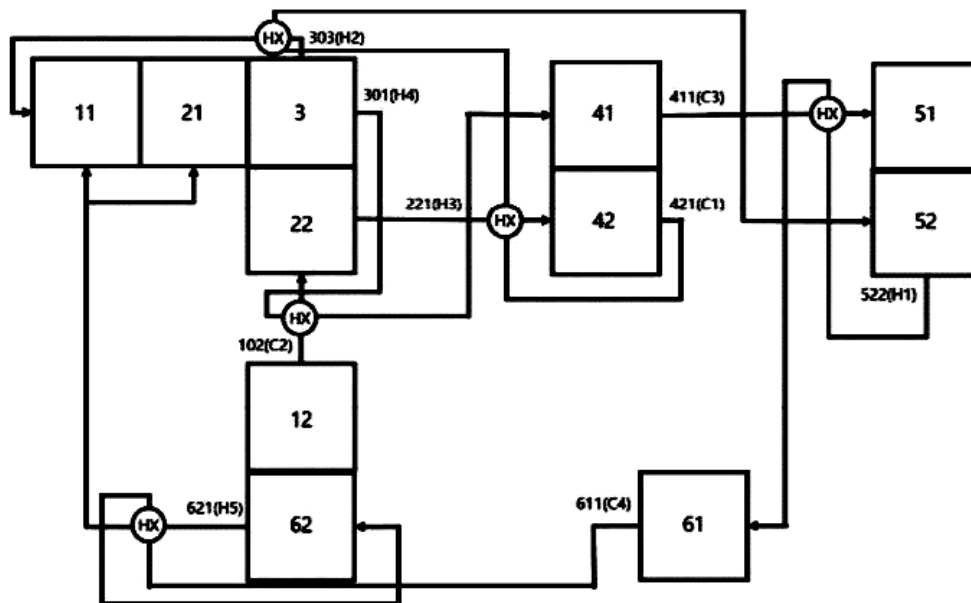 HX
303(H2)
11
21
3
301(H4)
41
411(C3)
HX
51
22
221(H3)
HX
42
421(C1)
52
HX
522(H1)
102(C2)
12
621(H5)
HX
62
611(C4)
61